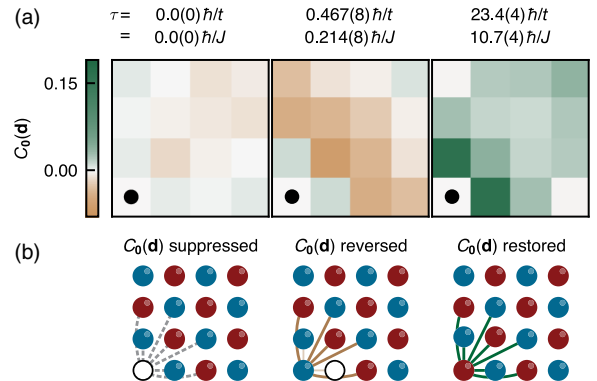 (a) τ = 0.0(0) ħ/t 0.467(8) ħ/t 23.4(4) ħ/t
= 0.0(0) ħ/J 0.214(8) ħ/J 10.7(4) ħ/J
0.15
C₀(d)
0.00
(b) C₀(d) suppressed C₀(d) reversed C₀(d) restored